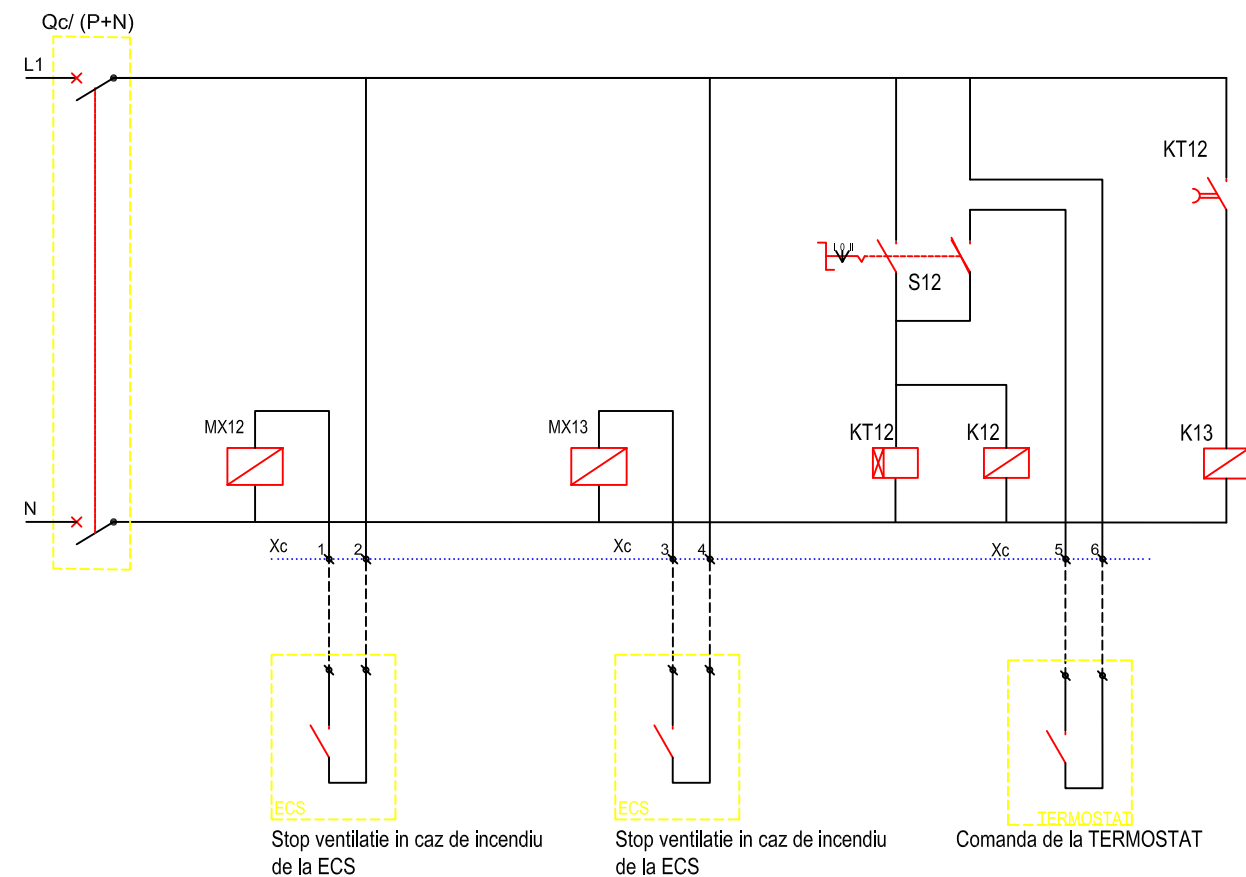 Qc/ (P+N)
L1
KT12
I 0 II
S12
MX12
MX13
KT12
K12
K13
N
Xc 1 2
Xc 3 4
Xc 5 6
ECS
ECS
TERMOSTAT
Stop ventilatie in caz de incendiu
de la ECS
Stop ventilatie in caz de incendiu
de la ECS
Comanda de la TERMOSTAT